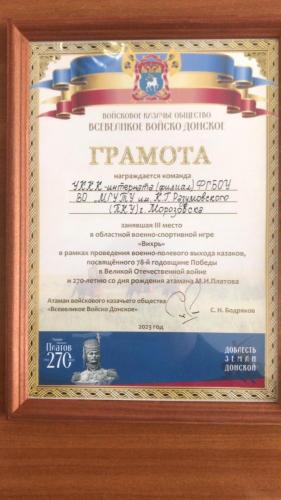 ВОЙСКОВОЕ КАЗАЧЬЕ ОБЩЕСТВО
ВСЕВЕЛИКОЕ ВОЙСКО ДОНСКОЕ
ГРАМОТА
награждается команда
УККК-интерната (филиал) ФГБОУ
ВО МГУТУ им. К.Г Разумовского
(ПКУ) г. Морозовска
занявшая III место
в областной военно-спортивной игре
«Вихрь»
в рамках проведения военно-полевого выхода казаков,
посвящённого 78-й годовщине Победы
в Великой Отечественной войне
и 270-летию со дня рождения атамана М.И.Платова
Атаман войскового казачьего общества
«Всевеликое Войско Донское»
С. Н. Бодряков
2023 год
Платов
270
ДОБЛЕСТЬ
ЗЕМЛИ
ДОНСКОЙ